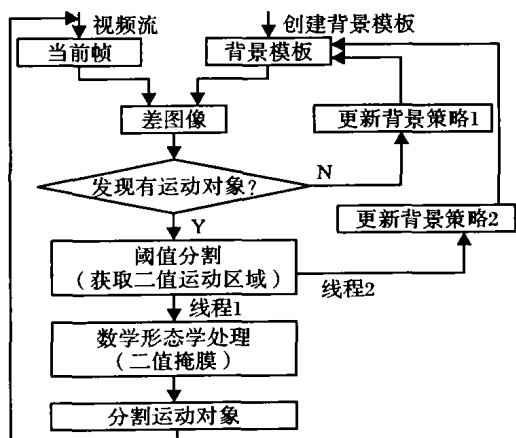 视频流
创建背景模板
当前帧
背景模板
差图像
更新背景策略1
发现有运动对象?
N
Y
更新背景策略2
阈值分割
(获取二值运动区域)
线程2
线程1
数学形态学处理
(二值掩膜)
分割运动对象